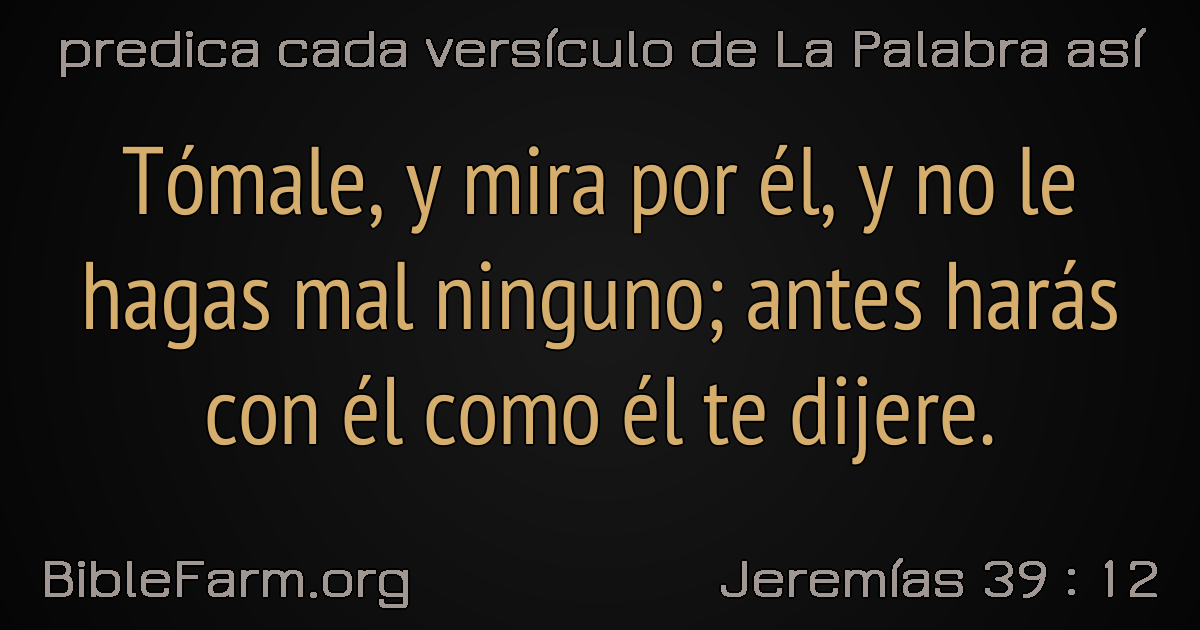 predica cada versículo de La Palabra así
Tómale, y mira por él, y no le
hagas mal ninguno; antes harás
con él como él te dijere.
BibleFarm.org
Jeremías 39 : 12